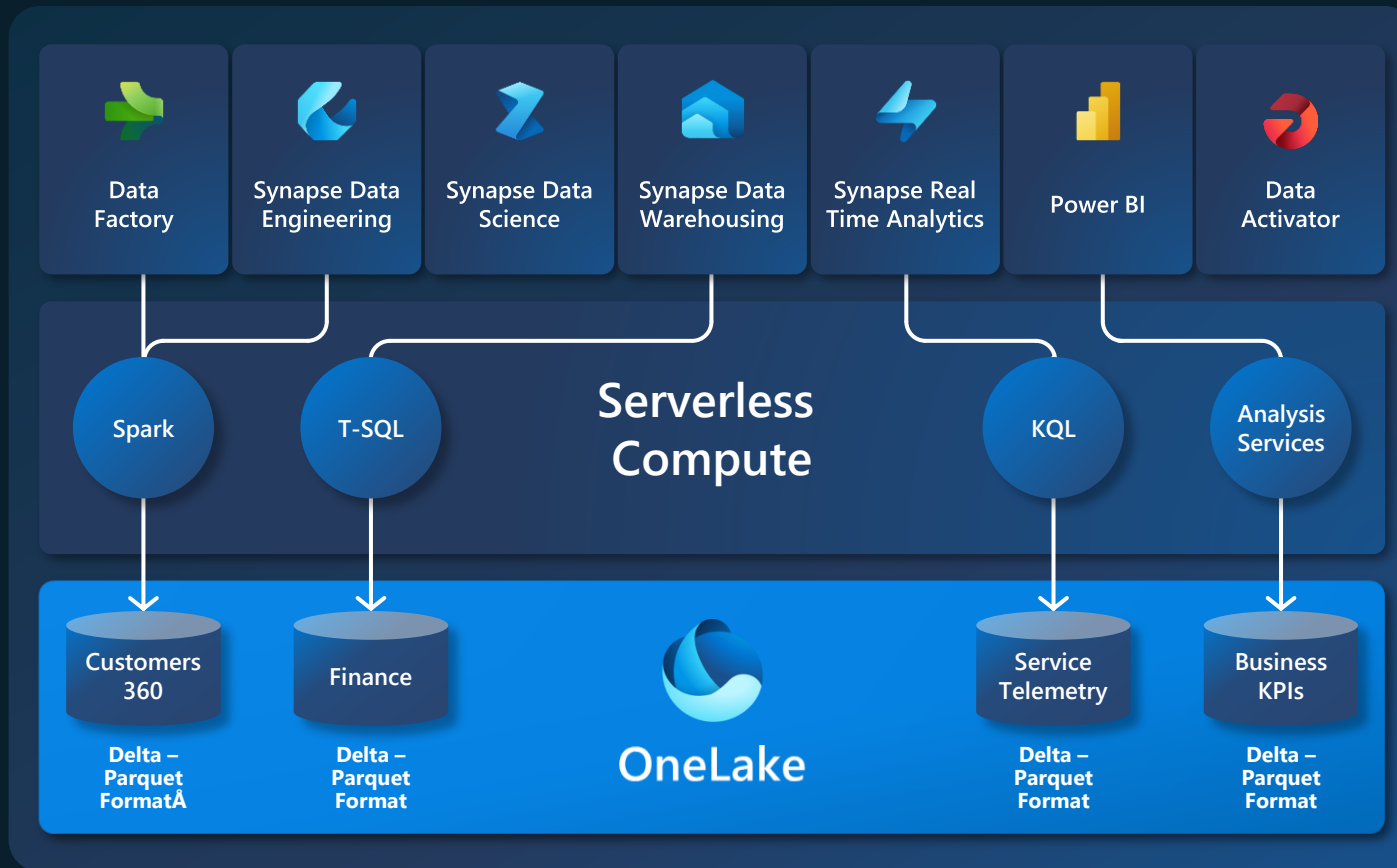 Data
Factory
Synapse Data
Engineering
Synapse Data
Science
Synapse Data
Warehousing
Synapse Real
Time Analytics
Power BI
Data
Activator
Spark
T-SQL
Serverless
Compute
KQL
Analysis
Services
Customers
360
Finance
Service
Telemetry
Business
KPIs
Delta –
Parquet
FormatÅ
Delta –
Parquet
Format
OneLake
Delta –
Parquet
Format
Delta –
Parquet
Format